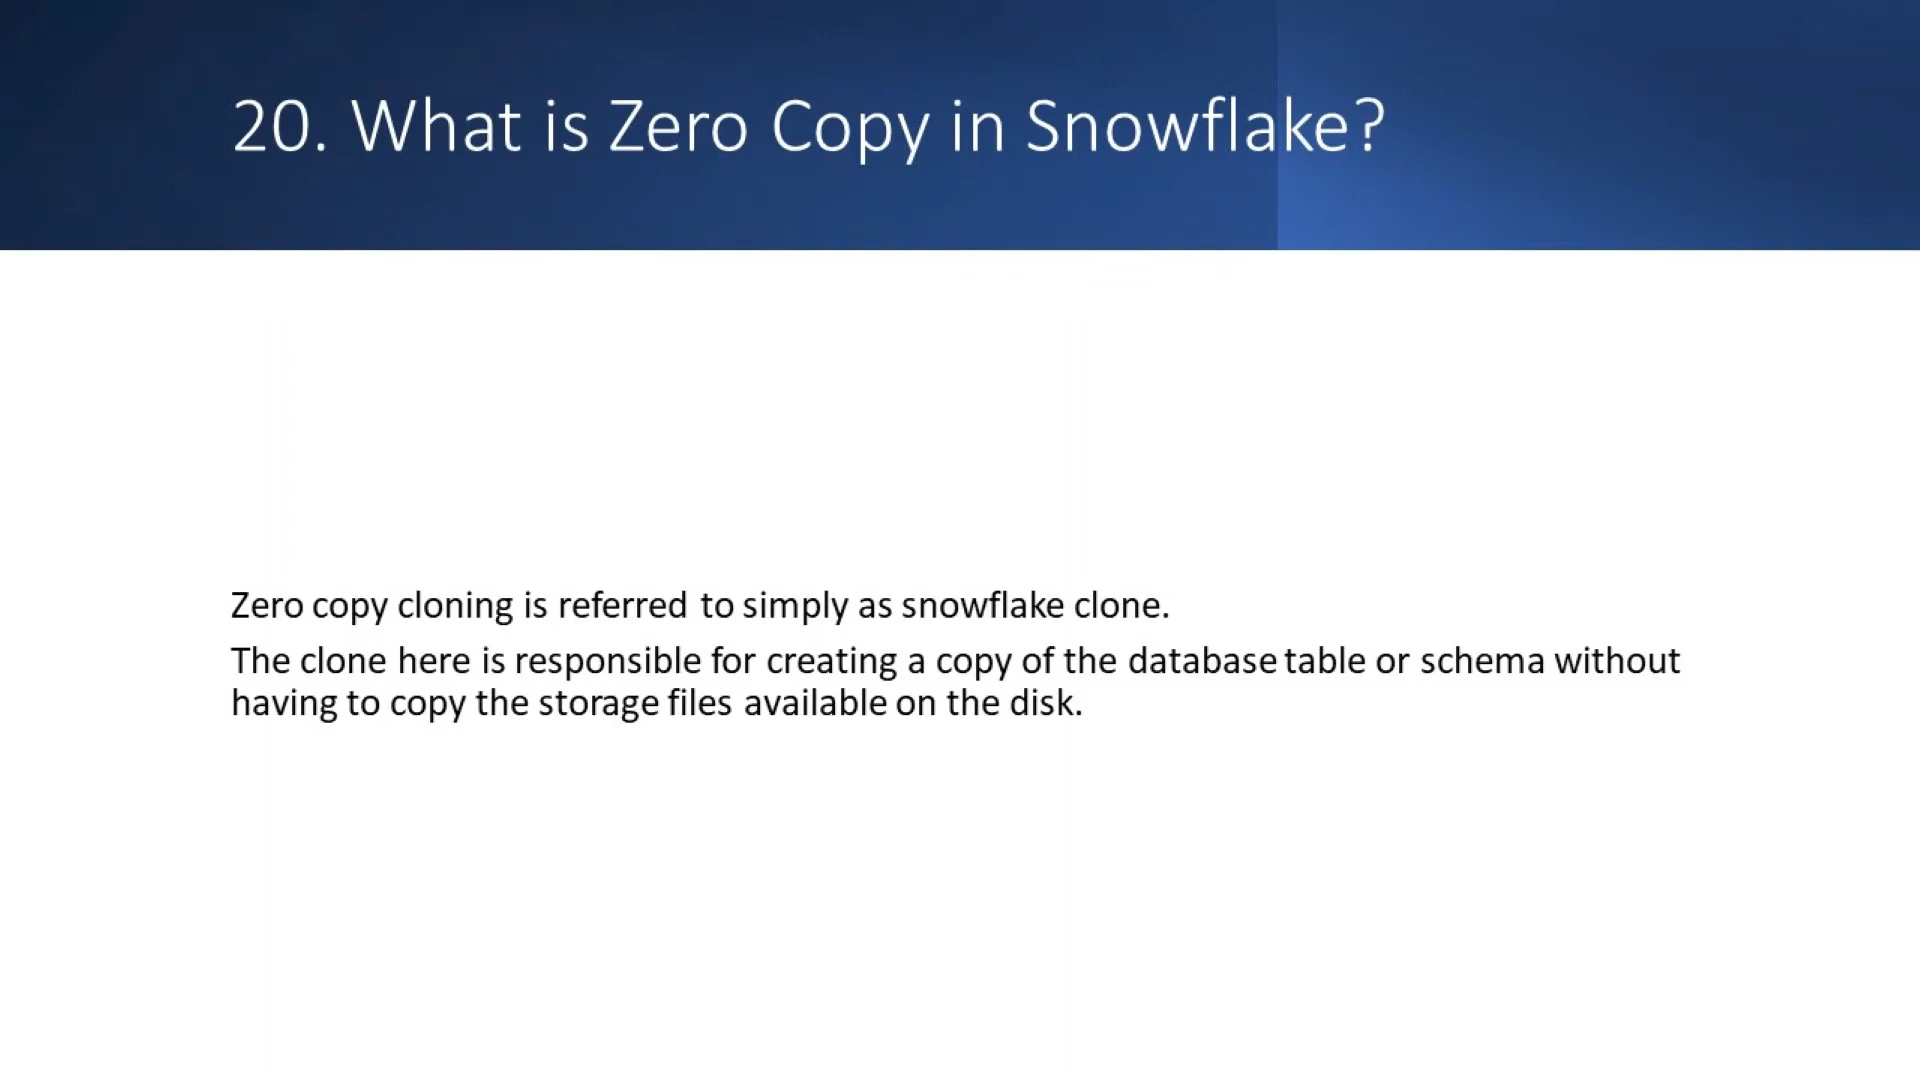 20. What is Zero Copy in Snowflake?
Zero copy cloning is referred to simply as snowflake clone.
The clone here is responsible for creating a copy of the database table or schema without
having to copy the storage files available on the disk.